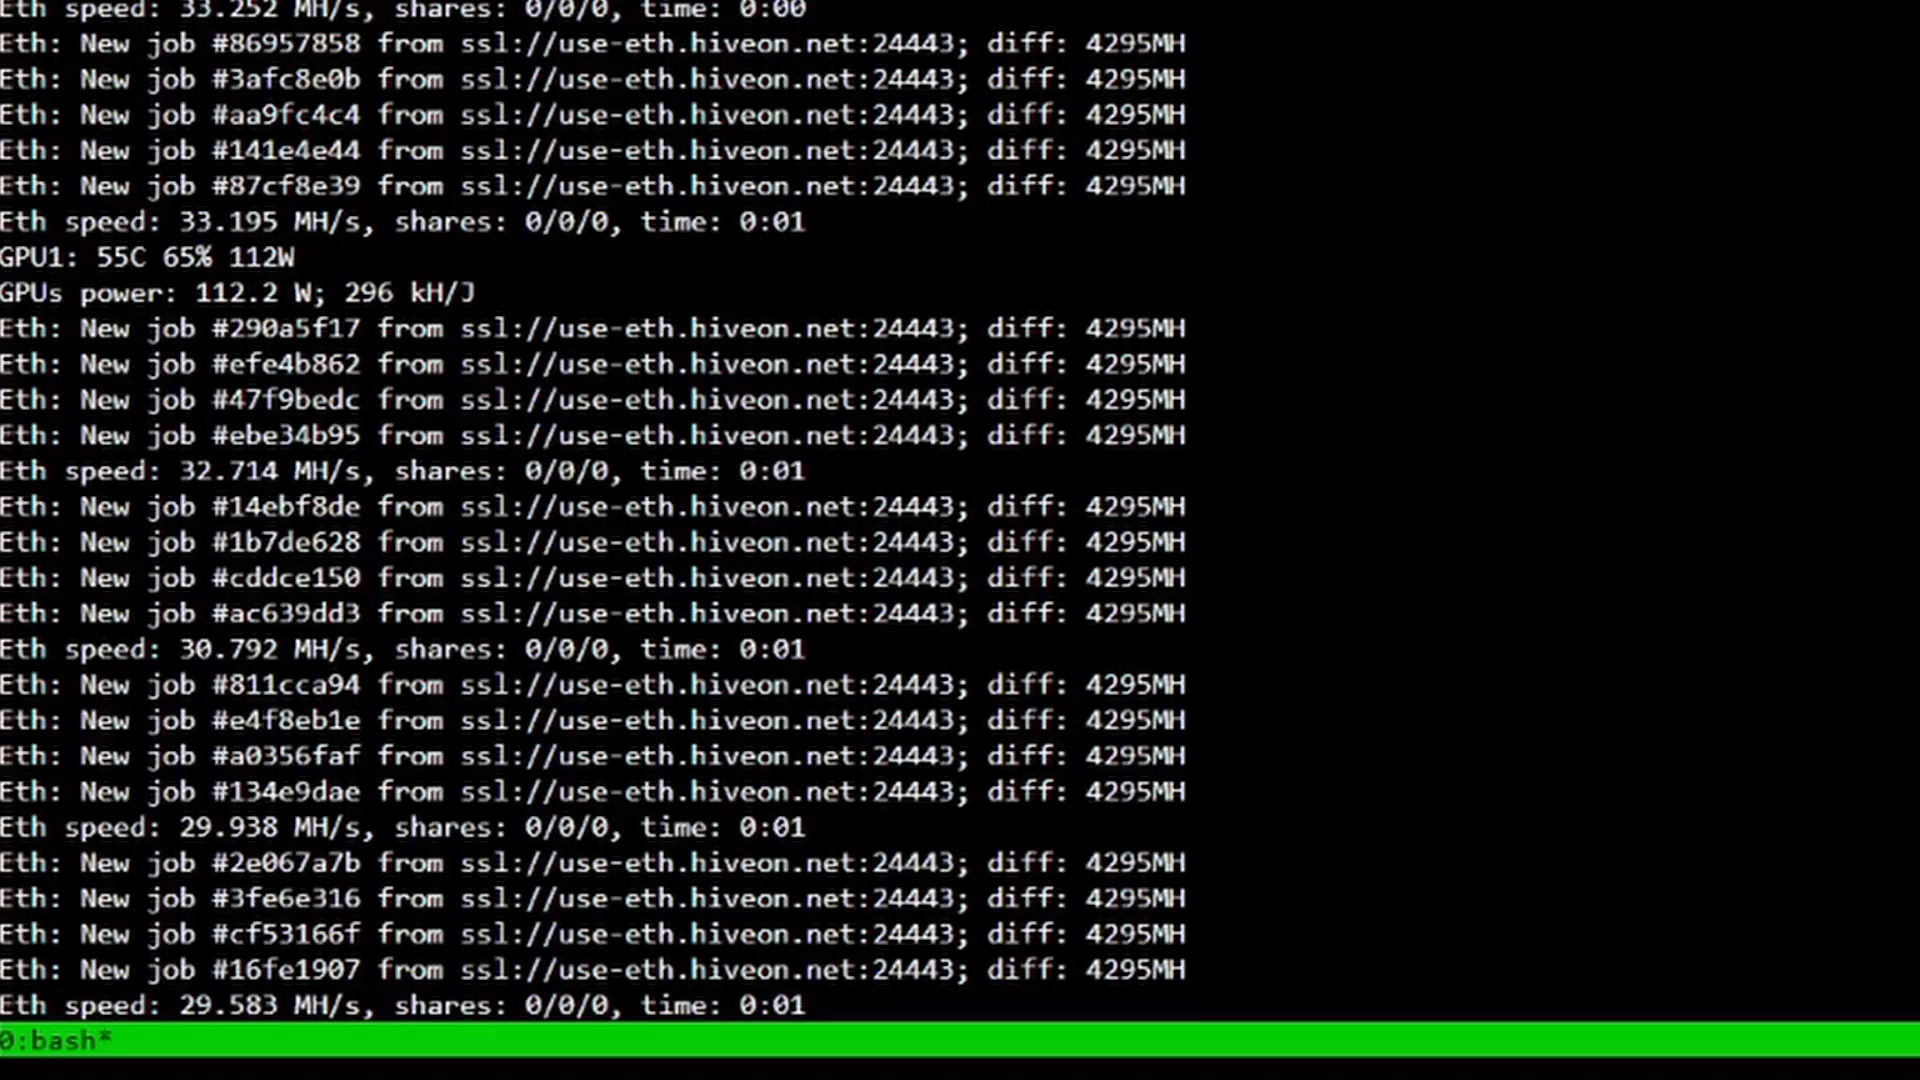 Eth speed: 33.252 MH/s, shares: 0/0/0, time: 0:00
Eth: New job #86957858 from ssl://use-eth.hiveon.net:24443; diff: 4295MH
Eth: New job #3afc8e0b from ssl://use-eth.hiveon.net:24443; diff: 4295MH
Eth: New job #aa9fc4c4 from ssl://use-eth.hiveon.net:24443; diff: 4295MH
Eth: New job #141e4e44 from ssl://use-eth.hiveon.net:24443; diff: 4295MH
Eth: New job #87cf8e39 from ssl://use-eth.hiveon.net:24443; diff: 4295MH
Eth speed: 33.195 MH/s, shares: 0/0/0, time: 0:01
GPU1: 55C 65% 112W
GPUs power: 112.2 W; 296 kH/J
Eth: New job #290a5f17 from ssl://use-eth.hiveon.net:24443; diff: 4295MH
Eth: New job #efe4b862 from ssl://use-eth.hiveon.net:24443; diff: 4295MH
Eth: New job #47f9bedc from ssl://use-eth.hiveon.net:24443; diff: 4295MH
Eth: New job #ebe34b95 from ssl://use-eth.hiveon.net:24443; diff: 4295MH
Eth speed: 32.714 MH/s, shares: 0/0/0, time: 0:01
Eth: New job #14ebf8de from ssl://use-eth.hiveon.net:24443; diff: 4295MH
Eth: New job #1b7de628 from ssl://use-eth.hiveon.net:24443; diff: 4295MH
Eth: New job #cddce150 from ssl://use-eth.hiveon.net:24443; diff: 4295MH
Eth: New job #ac639dd3 from ssl://use-eth.hiveon.net:24443; diff: 4295MH
Eth speed: 30.792 MH/s, shares: 0/0/0, time: 0:01
Eth: New job #811cca94 from ssl://use-eth.hiveon.net:24443; diff: 4295MH
Eth: New job #e4f8eb1e from ssl://use-eth.hiveon.net:24443; diff: 4295MH
Eth: New job #a0356faf from ssl://use-eth.hiveon.net:24443; diff: 4295MH
Eth: New job #134e9dae from ssl://use-eth.hiveon.net:24443; diff: 4295MH
Eth speed: 29.938 MH/s, shares: 0/0/0, time: 0:01
Eth: New job #2e067a7b from ssl://use-eth.hiveon.net:24443; diff: 4295MH
Eth: New job #3fe6e316 from ssl://use-eth.hiveon.net:24443; diff: 4295MH
Eth: New job #cf53166f from ssl://use-eth.hiveon.net:24443; diff: 4295MH
Eth: New job #16fe1907 from ssl://use-eth.hiveon.net:24443; diff: 4295MH
Eth speed: 29.583 MH/s, shares: 0/0/0, time: 0:01
0:bash*